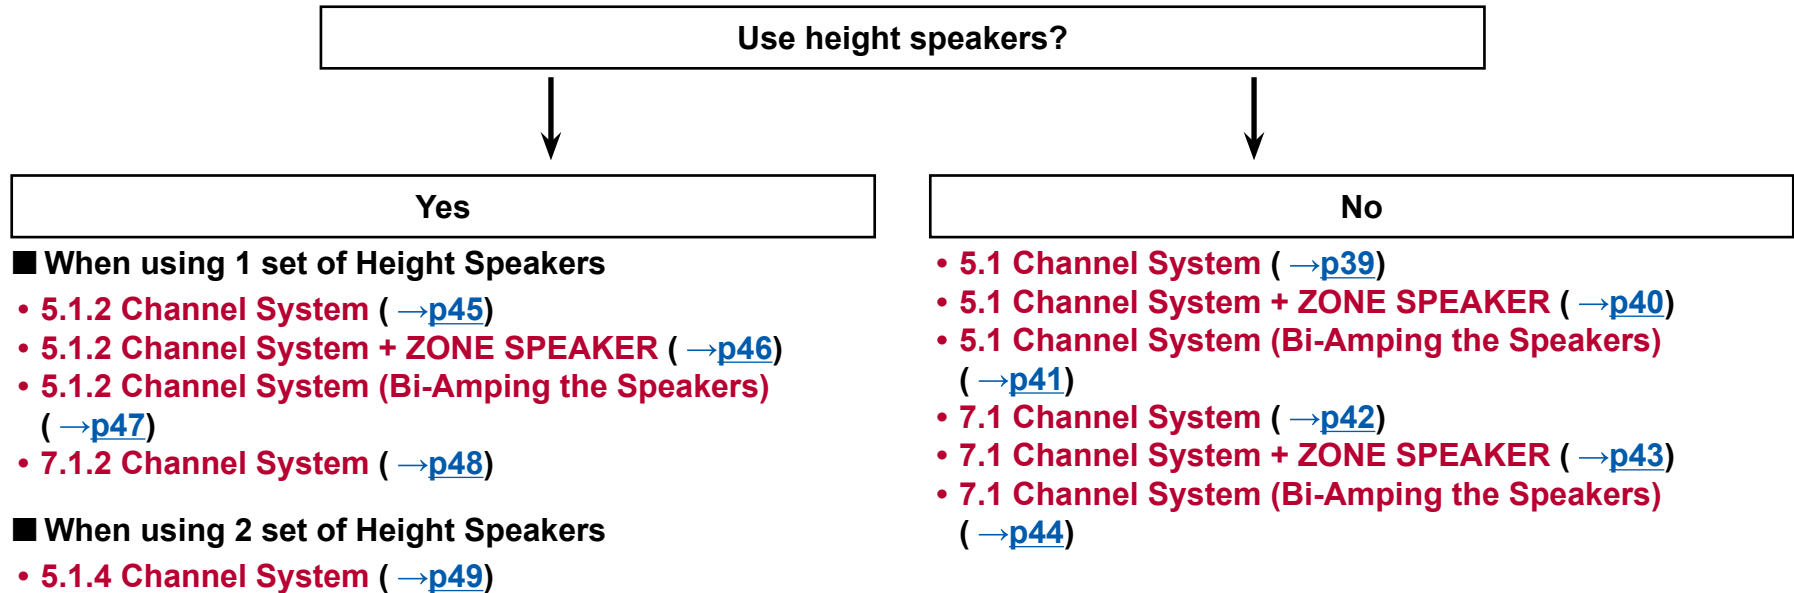 Use height speakers?
Yes
■ When using 1 set of Height Speakers
• 5.1.2 Channel System ( →p45)
• 5.1.2 Channel System + ZONE SPEAKER ( →p46)
• 5.1.2 Channel System (Bi-Amping the Speakers)
( →p47)
• 7.1.2 Channel System ( →p48)
■ When using 2 set of Height Speakers
• 5.1.4 Channel System ( →p49)
No
• 5.1 Channel System ( →p39)
• 5.1 Channel System + ZONE SPEAKER ( →p40)
• 5.1 Channel System (Bi-Amping the Speakers)
( →p41)
• 7.1 Channel System ( →p42)
• 7.1 Channel System + ZONE SPEAKER ( →p43)
• 7.1 Channel System (Bi-Amping the Speakers)
( →p44)